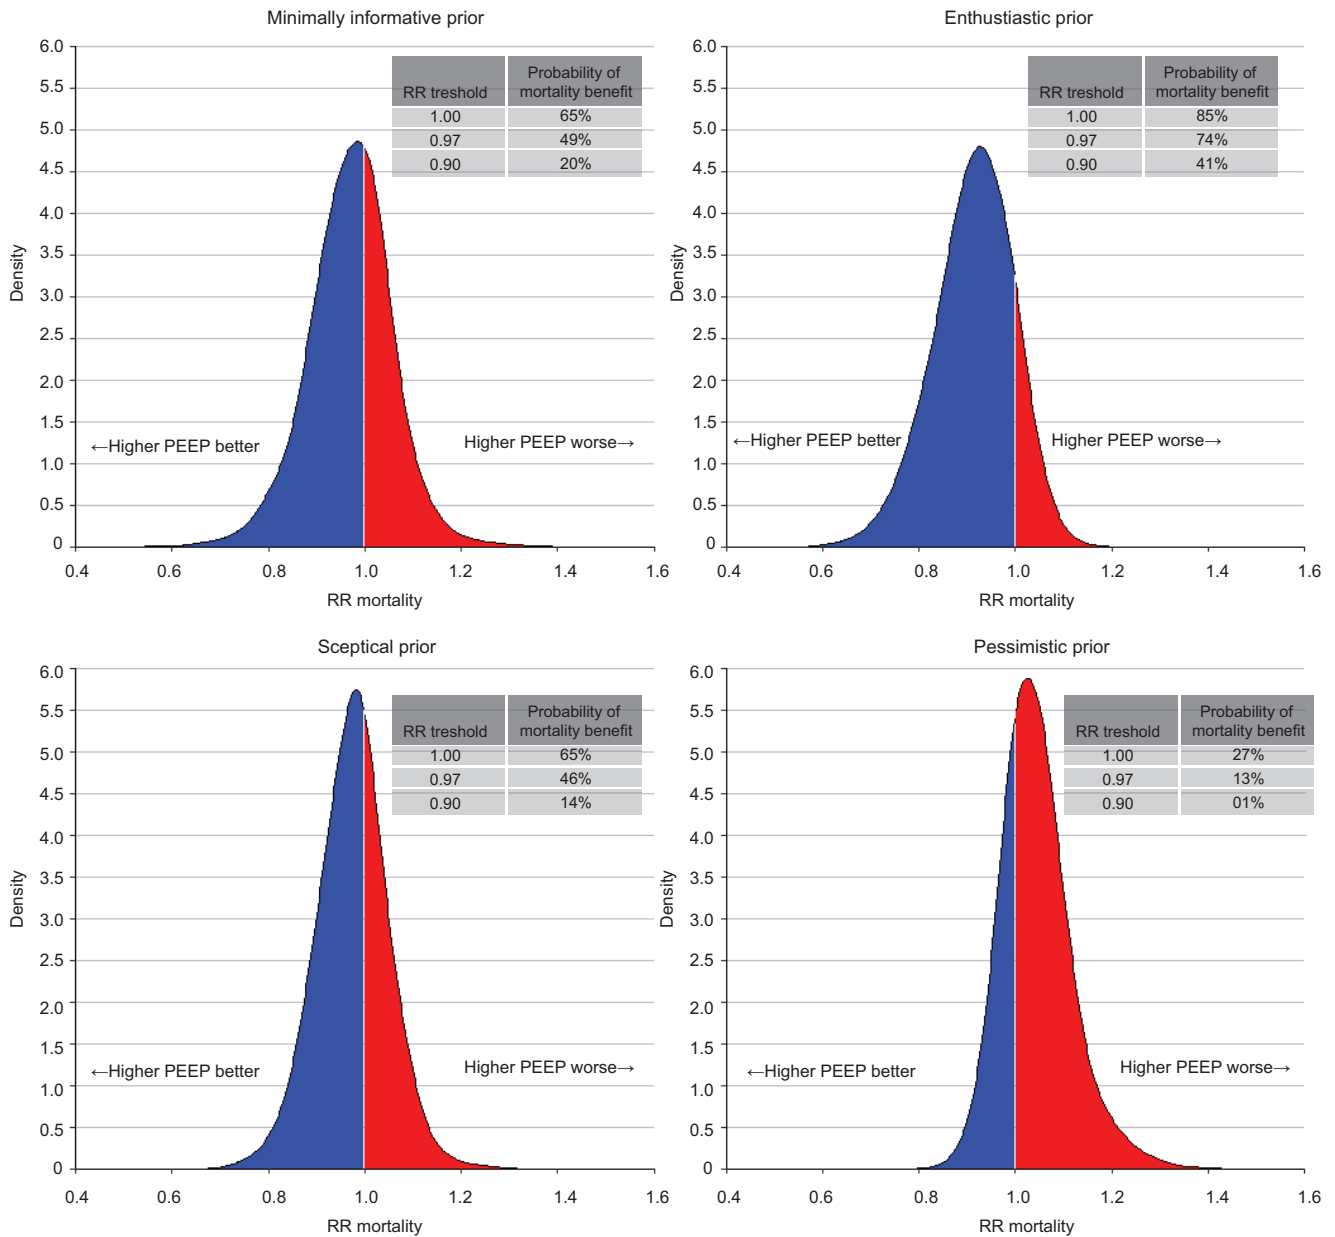 Minimally informative prior
6.0
5.5
5.0
4.5
4.0
3.5
3.0
2.5
2.0
1.5
1.0
0.5
0
Density
RR treshold
Probability of
mortality benefit
1.00 65%
0.97 49%
0.90 20%
←Higher PEEP better
Higher PEEP worse→
0.4 0.6 0.8 1.0 1.2 1.4 1.6
RR mortality
Enthustiastic prior
6.0
5.5
5.0
4.5
4.0
3.5
3.0
2.5
2.0
1.5
1.0
0.5
0
Density
RR treshold
Probability of
mortality benefit
1.00 85%
0.97 74%
0.90 41%
←Higher PEEP better
Higher PEEP worse→
0.4 0.6 0.8 1.0 1.2 1.4 1.6
RR mortality
Sceptical prior
6.0
5.5
5.0
4.5
4.0
3.5
3.0
2.5
2.0
1.5
1.0
0.5
0
Density
RR treshold
Probability of
mortality benefit
1.00 65%
0.97 46%
0.90 14%
←Higher PEEP better
Higher PEEP worse→
0.4 0.6 0.8 1.0 1.2 1.4 1.6
RR mortality
Pessimistic prior
6.0
5.5
5.0
4.5
4.0
3.5
3.0
2.5
2.0
1.5
1.0
0.5
0
Density
RR treshold
Probability of
mortality benefit
1.00 27%
0.97 13%
0.90 01%
←Higher PEEP better
Higher PEEP worse→
0.4 0.6 0.8 1.0 1.2 1.4 1.6
RR mortality